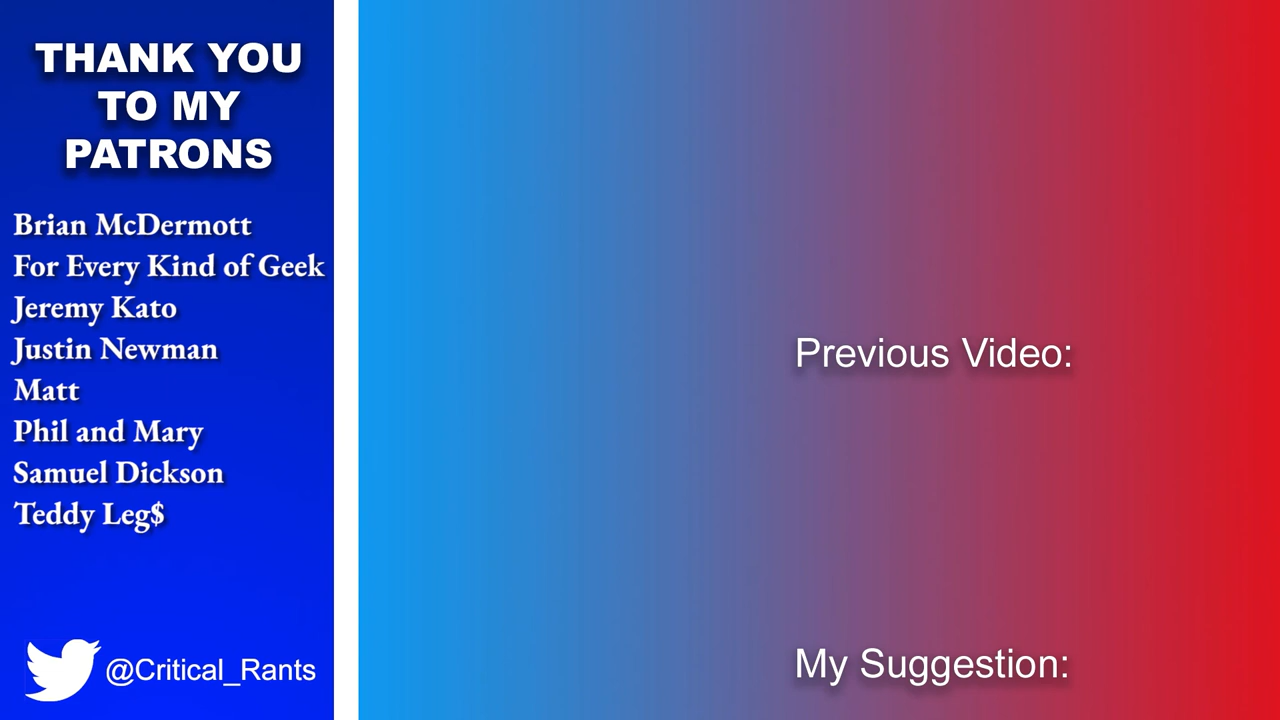 THANK YOU
TO MY
PATRONS
Brian McDermott
For Every Kind of Geek
Jeremy Kato
Justin Newman
Matt
Phil and Mary
Samuel Dickson
Teddy Leg$
@Critical_Rants
Previous Video:
My Suggestion: